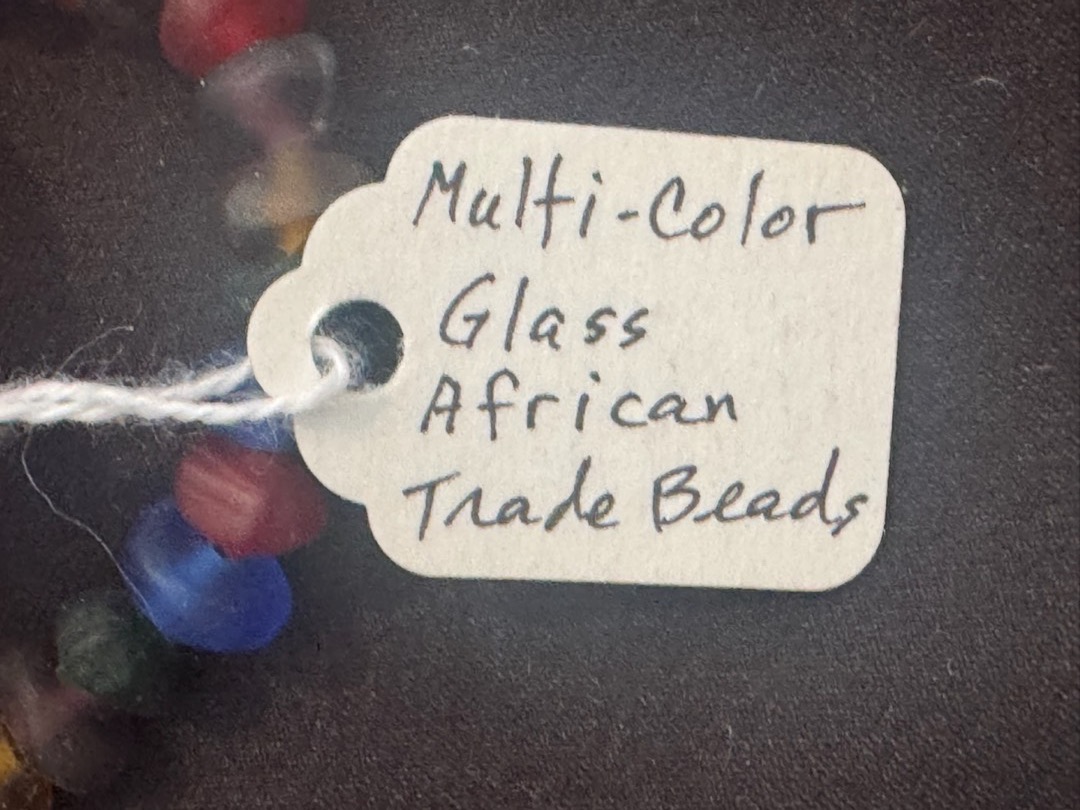 Multi-Color
Glass
African
Trade Beads